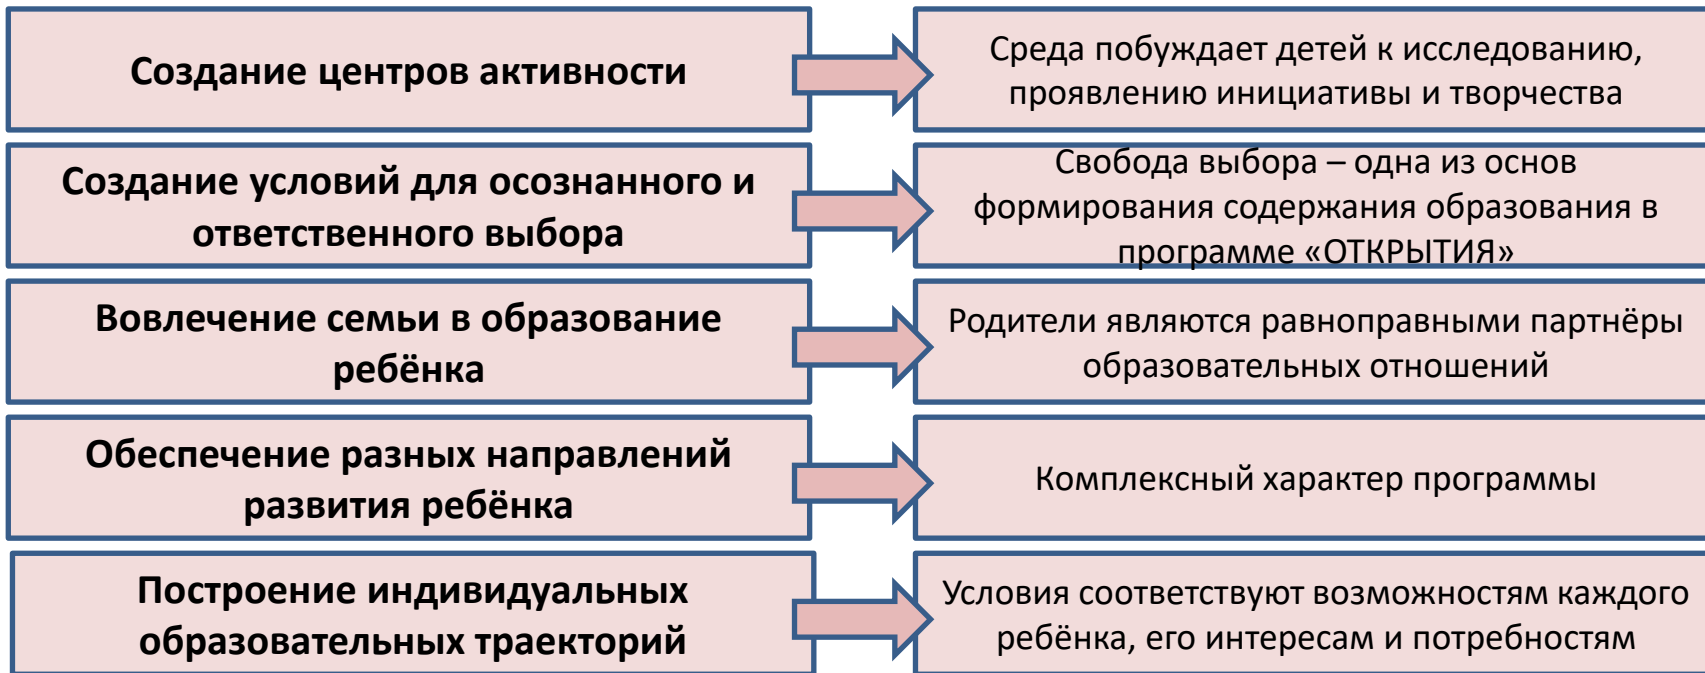 Создание центров активности
Среда побуждает детей к исследованию,
проявлению инициативы и творчества
Создание условий для осознанного и
ответственного выбора
Свобода выбора – одна из основ
формирования содержания образования в
программе «ОТКРЫТИЯ»
Вовлечение семьи в образование
ребёнка
Родители являются равноправными партнёры
образовательных отношений
Обеспечение разных направлений
развития ребёнка
Комплексный характер программы
Построение индивидуальных
образовательных траекторий
Условия соответствуют возможностям каждого
ребёнка, его интересам и потребностям